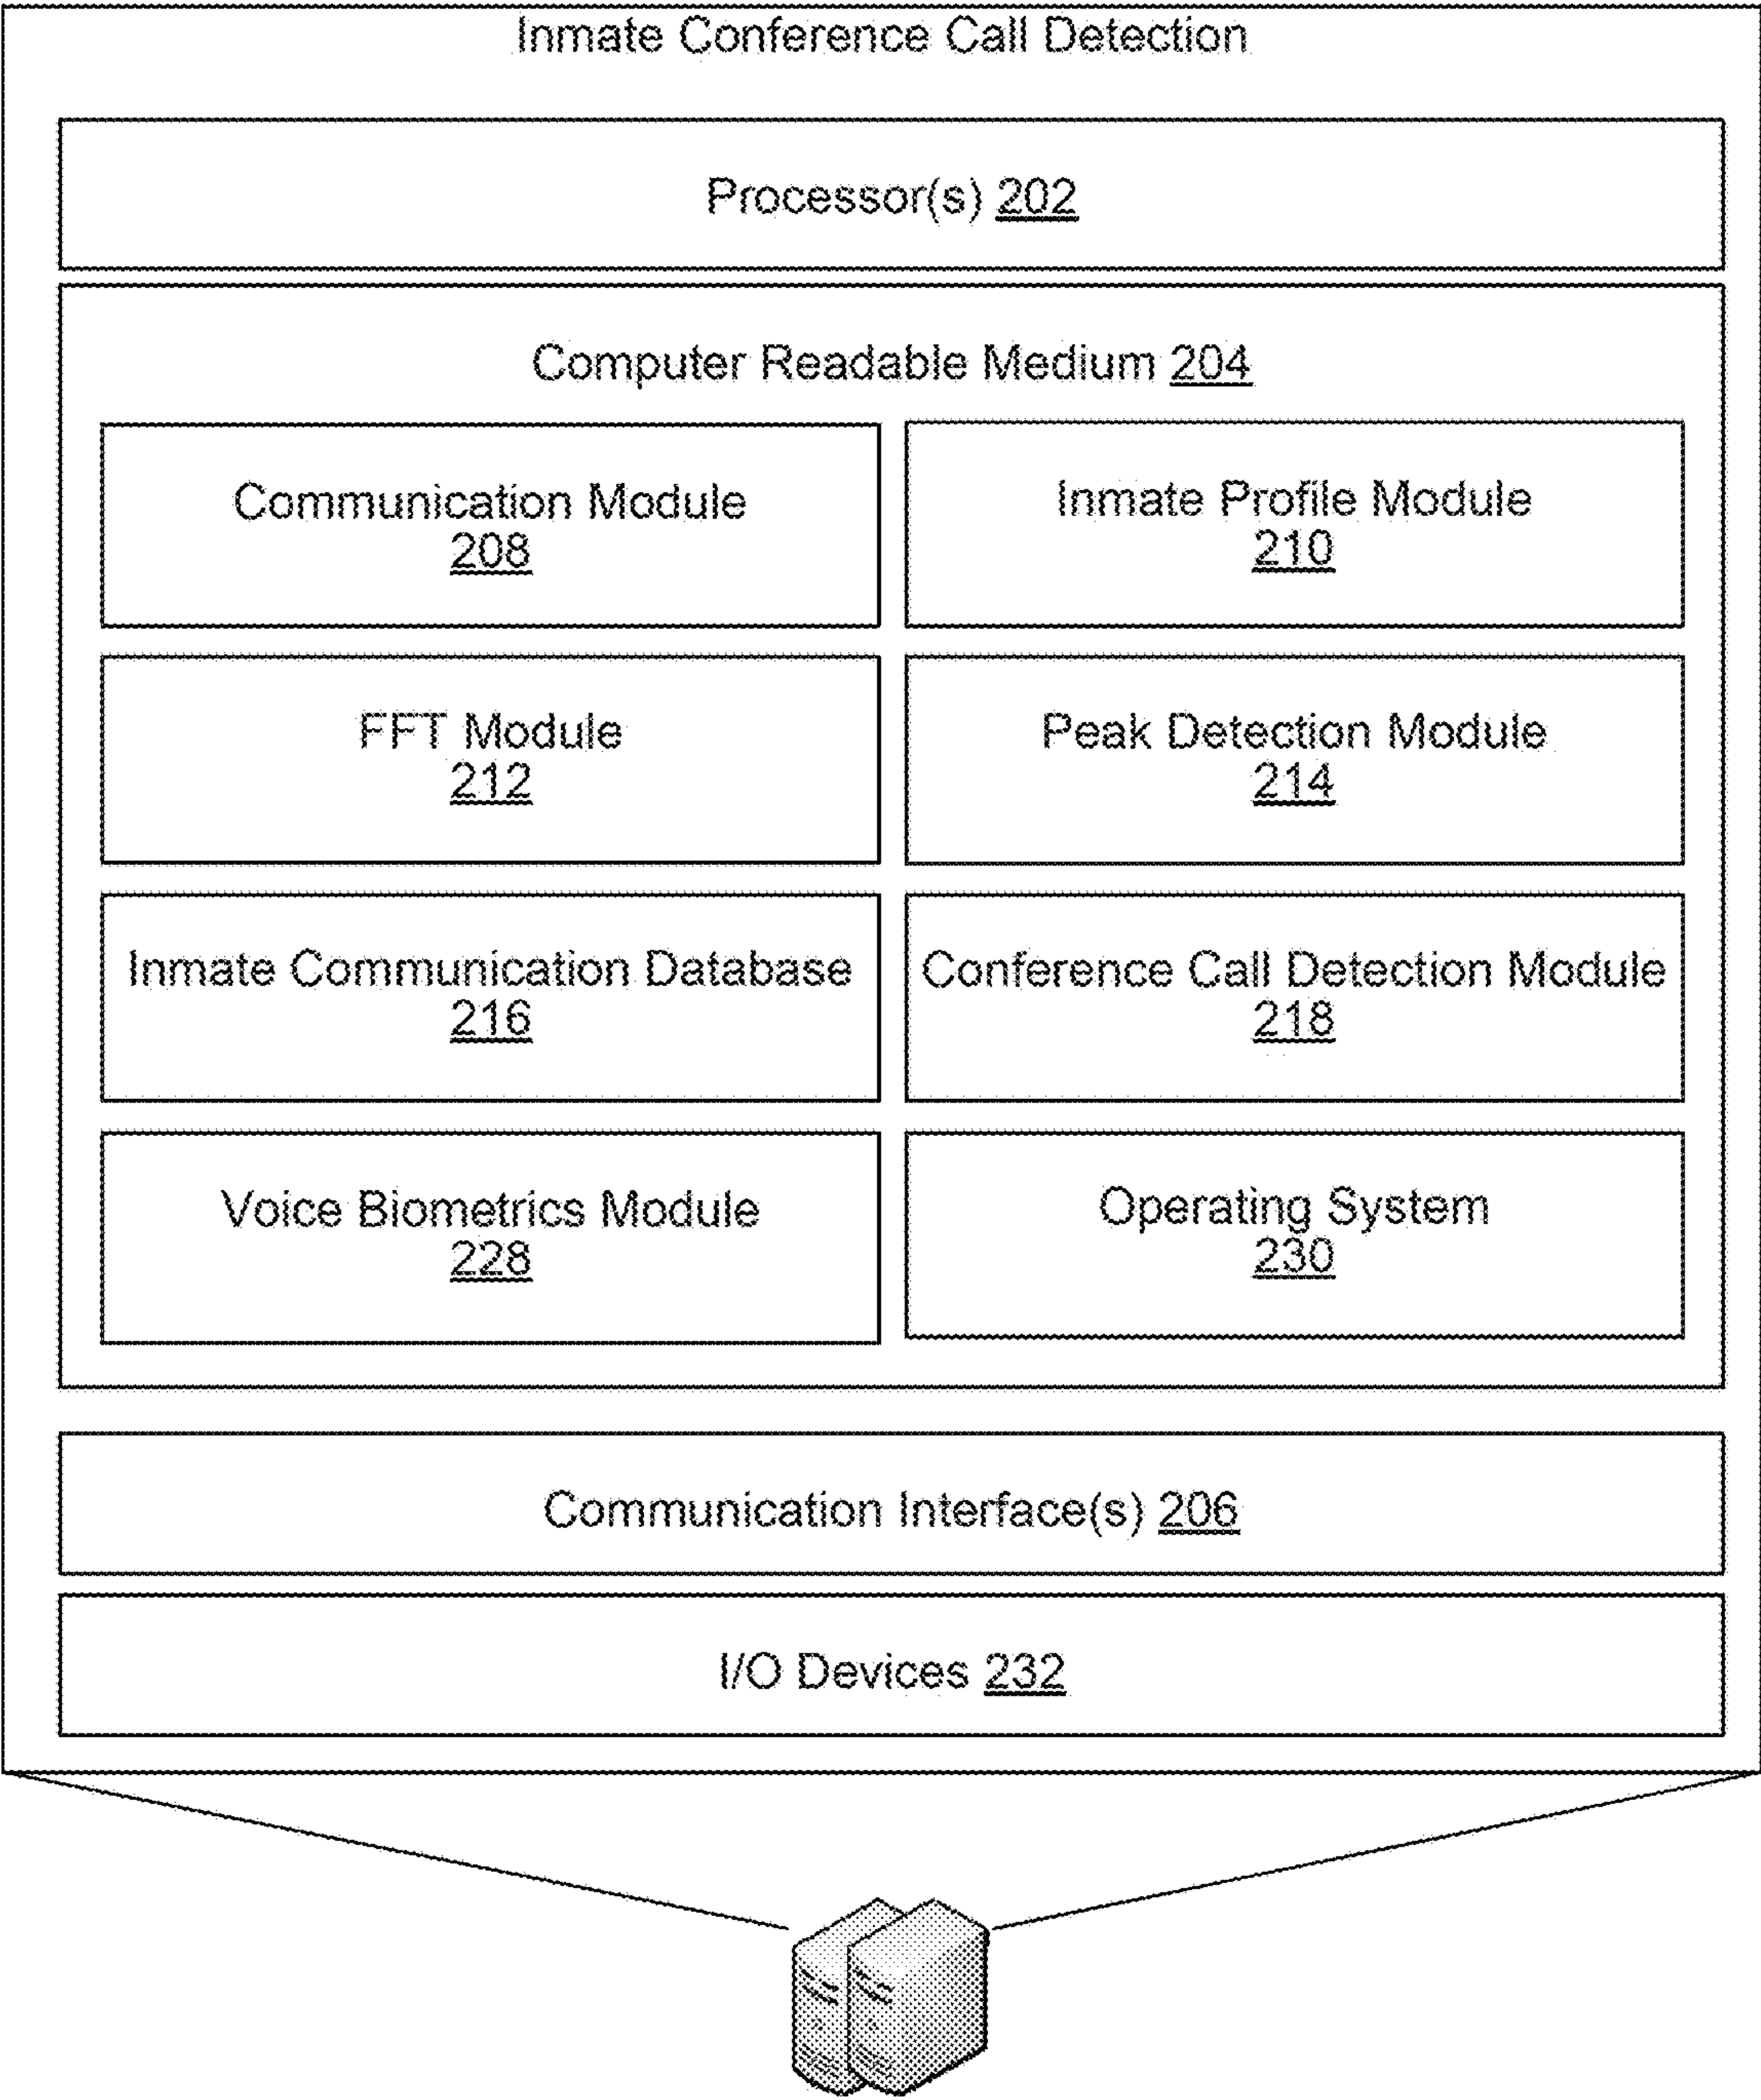 Inmate Conference Call Detection
Processor(s) 202
Computer Readable Medium 204
Communication Module
208
Inmate Profile Module
210
FFT Module
212
Peak Detection Module
214
Inmate Communication Database
216
Conference Call Detection Module
218
Voice Biometrics Module
228
Operating System
230
Communication Interface(s) 206
I/O Devices 232